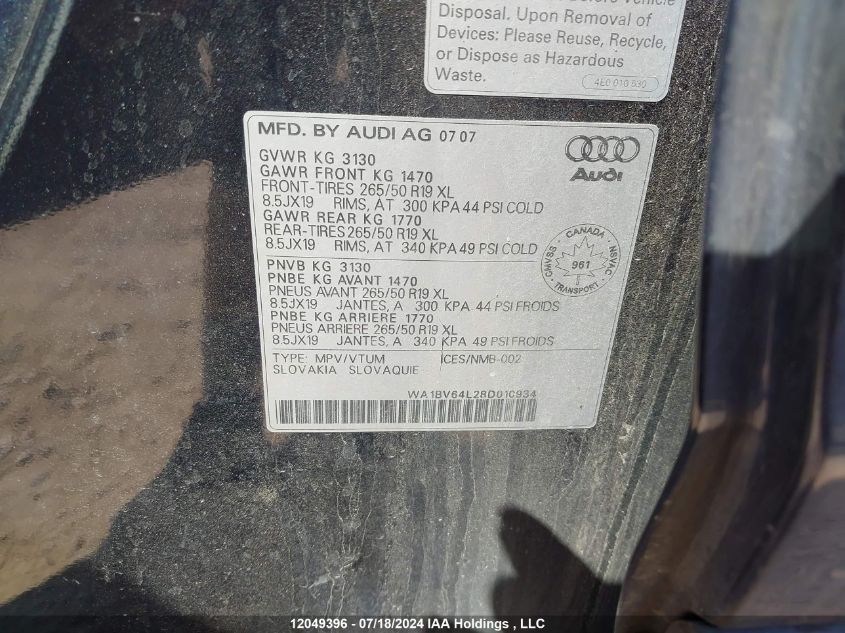 Disposal. Upon Removal of
Devices: Please Reuse, Recycle,
or Dispose as Hazardous
Waste.
4E0 010 530
MFD. BY AUDI AG 07 07
Audi
GVWR KG 3130
GAWR FRONT KG 1470
FRONT-TIRES 265/50 R19 XL
8.5JX19 RIMS, AT 300 KPA 44 PSI COLD
GAWR REAR KG 1770
REAR-TIRES 265/50 R19 XL
8.5JX19 RIMS, AT 340 KPA 49 PSI COLD
CANADA
CMVSS
NSVAC
961
TRANSPORT
PNVB KG 3130
PNBE KG AVANT 1470
PNEUS AVANT 265/50 R19 XL
8.5JX19 JANTES, A 300 KPA 44 PSI FROIDS
PNBE KG ARRIERE 1770
PNEUS ARRIERE 265/50 R19 XL
8.5JX19 JANTES, A 340 KPA 49 PSI FROIDS
TYPE: MPV/VTUM ICES/NMB-002
SLOVAKIA SLOVAQUIE
WA1BV64L28D01C934
12049396 - 07/18/2024 IAA Holdings , LLC